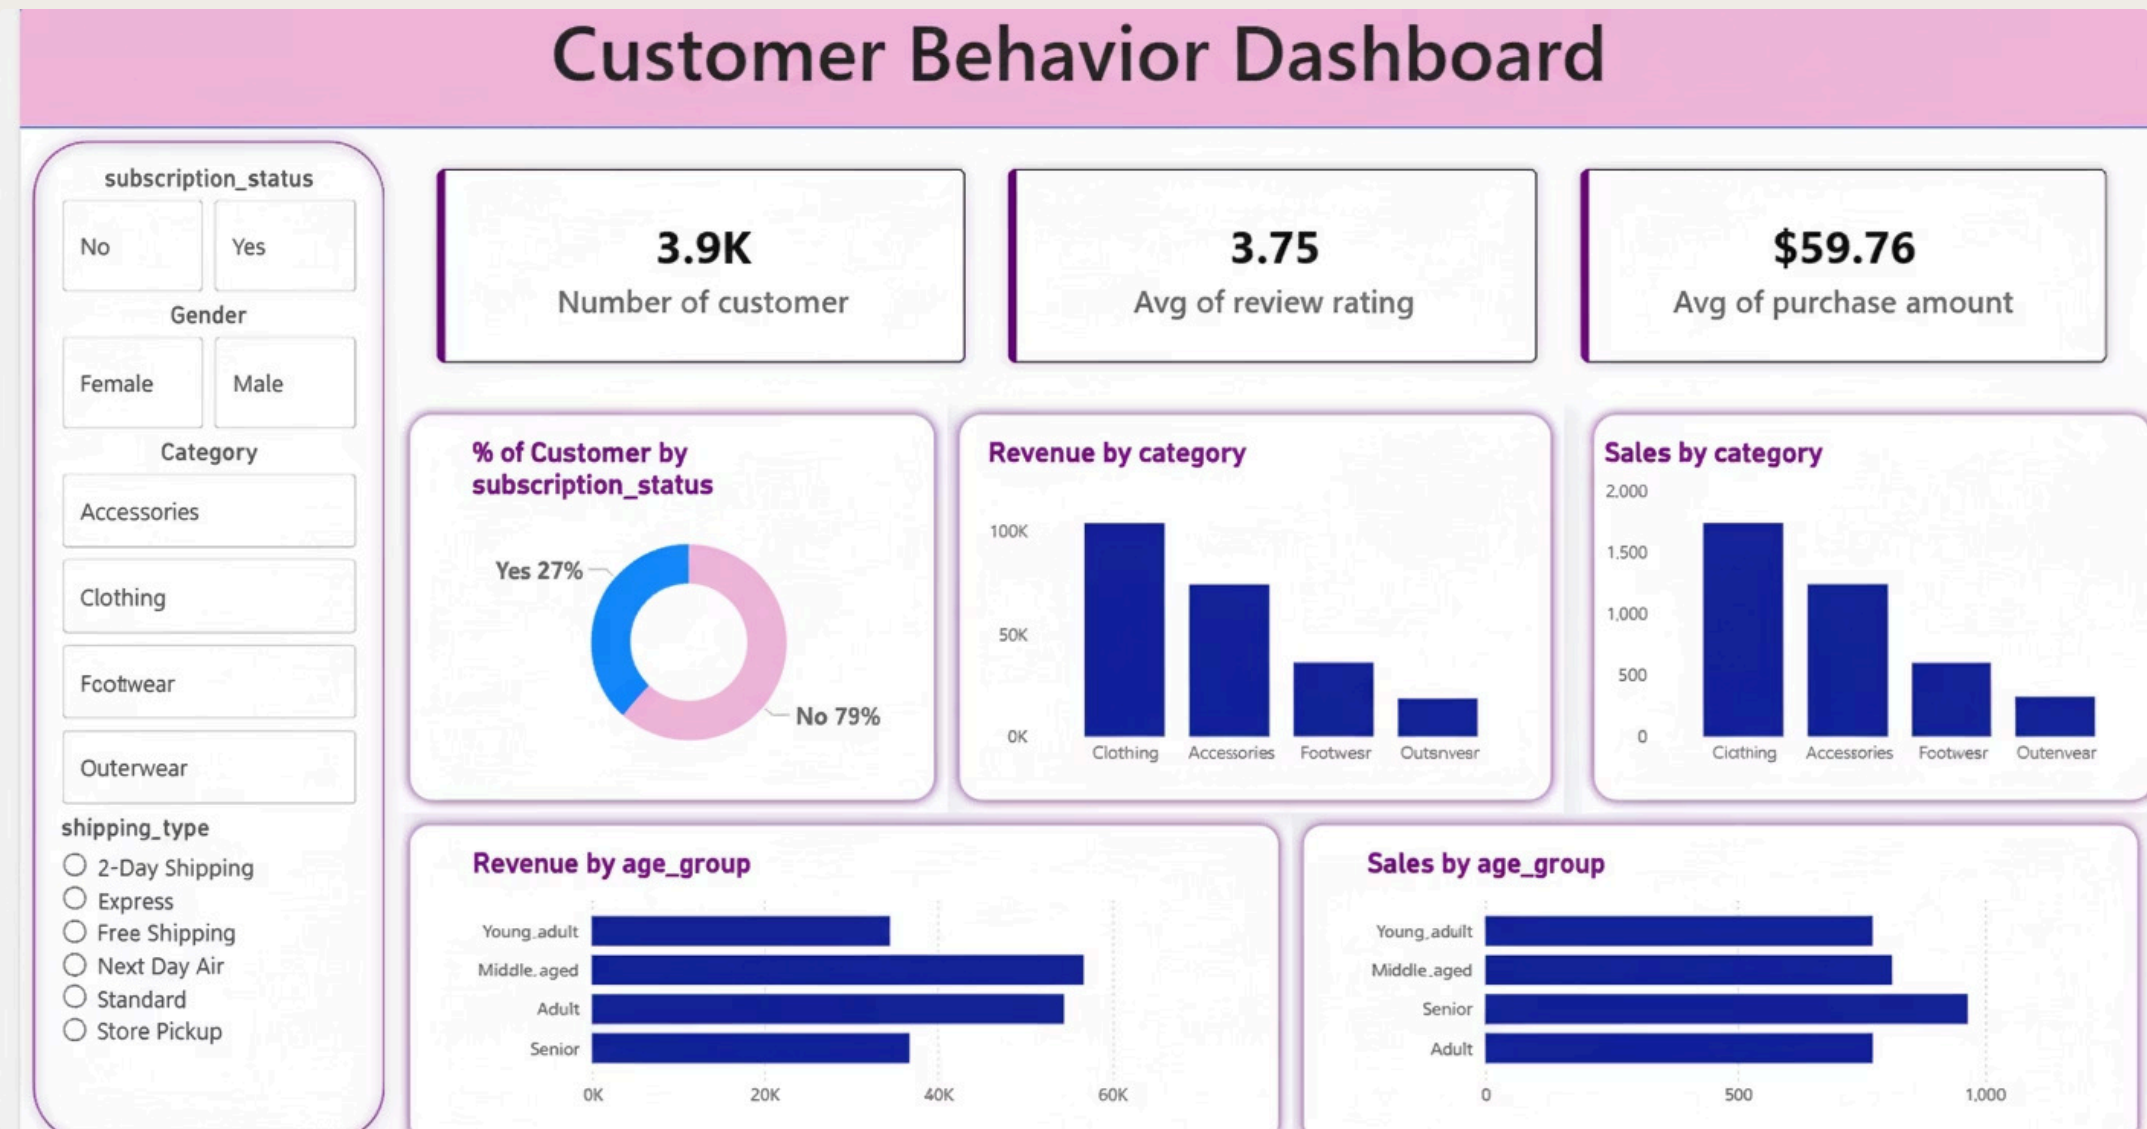 Customer Behavior Dashboard
subscription_status
No
Yes
Gender
Female
Male
Category
Accessories
Clothing
Fcotwear
Outerwear
shipping_type
2-Day Shipping
Express
Free Shipping
Next Day Air
Standard
Store Pickup
3.9K
Number of customer
3.75
Avg of review rating
$59.76
Avg of purchase amount
% of Customer by
subscription_status
Yes 27%
No 79%
Revenue by category
100K
50K
0K
Clothing Accessories Footwesr Outsnvesr
Sales by category
2,000
1,500
1,000
500
0
Ciathing Accessories Footwesr Outenvear
Revenue by age_group
Young_adult
Middle_aged
Adult
Senior
0K 20K 40K 60K
Sales by age_group
Young_adult
Middle_aged
Senior
Adult
0 500 1,000